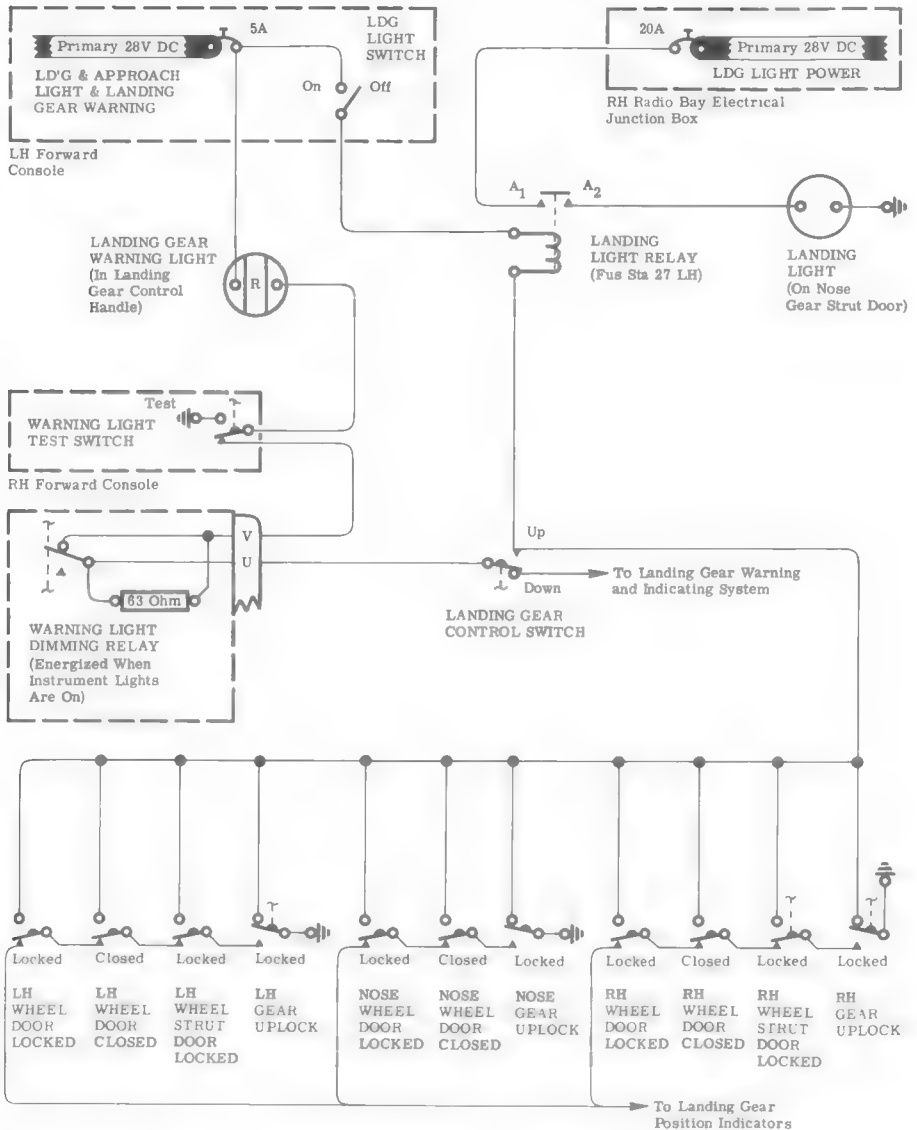 Primary 28V DC
5A
LD'G & APPROACH
LIGHT & LANDING
GEAR WARNING
LDG
LIGHT
SWITCH
On
Off
LH Forward
Console
20A
Primary 28V DC
LDG LIGHT POWER
RH Radio Bay Electrical
Junction Box
A1
A2
LANDING GEAR
WARNING LIGHT
(In Landing
Gear Control
Handle)
R
LANDING
LIGHT RELAY
(Fus Sta 27 LH)
LANDING
LIGHT
(On Nose
Gear Strut Door)
Test
WARNING LIGHT
TEST SWITCH
RH Forward Console
V
U
63 Ohm
WARNING LIGHT
DIMMING RELAY
(Energized When
Instrument Lights
Are On)
Up
Down
To Landing Gear Warning
and Indicating System
LANDING GEAR
CONTROL SWITCH
Locked
Closed
Locked
Locked
Locked
Closed
Locked
Locked
Closed
Locked
Locked
LH
WHEEL
DOOR
LOCKED
LH
WHEEL
DOOR
CLOSED
LH
WHEEL
STRUT
DOOR
LOCKED
LH
GEAR
UPLOCK
NOSE
WHEEL
DOOR
LOCKED
NOSE
WHEEL
DOOR
CLOSED
NOSE
GEAR
UPLOCK
RH
WHEEL
DOOR
LOCKED
RH
WHEEL
DOOR
CLOSED
RH
WHEEL
STRUT
DOOR
LOCKED
RH
GEAR
UPLOCK
To Landing Gear
Position Indicators